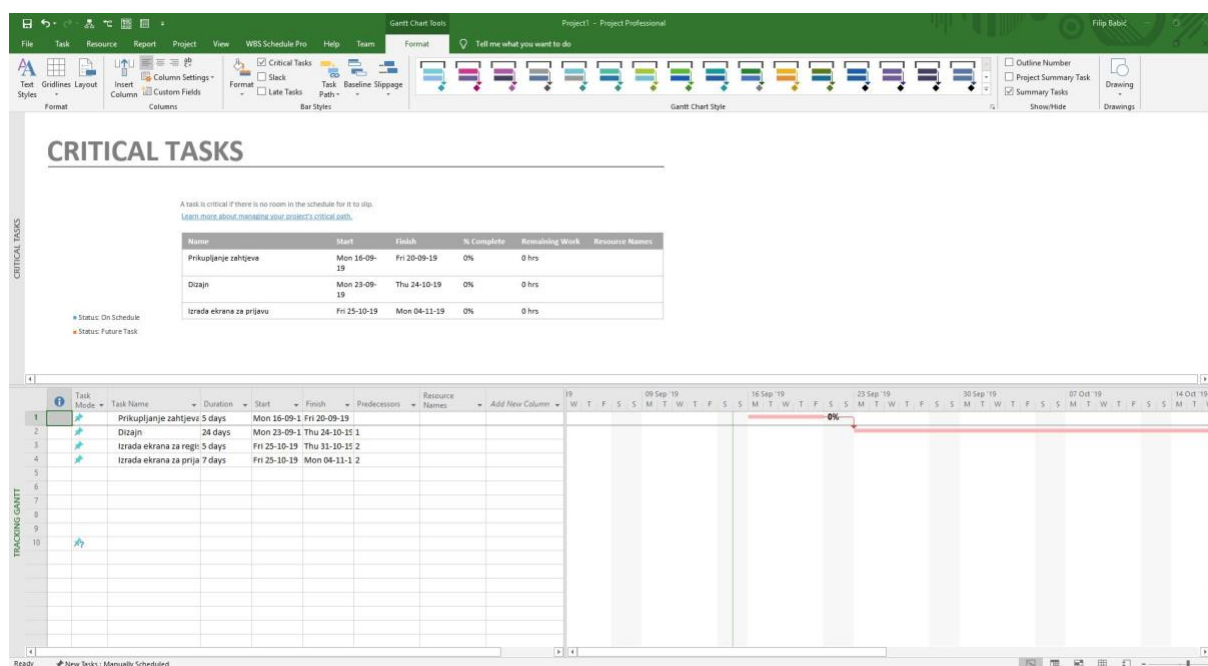 Gantt Chart Tools
Project1 - Project Professional
Filip Babić
File Task Resource Report Project View WBS Schedule Pro Help Team Format Tell me what you want to do
Text Styles
Gridlines
Layout
Format
Insert Column
Column Settings
Custom Fields
Columns
Format
Critical Tasks
Slack
Late Tasks
Task Path
Baseline
Slippage
Bar Styles
Gantt Chart Style
Outline Number
Project Summary Task
Summary Tasks
Show/Hide
Drawing
Drawings
CRITICAL TASKS
CRITICAL TASKS
A task is critical if there is no room in the schedule for it to slip.
Learn more about managing your project's critical path.
Name Start Finish % Complete Remaining Work Resource Names
Prikupljanje zahtjeva Mon 16-09-19 Fri 20-09-19 0% 0 hrs
Dizajn Mon 23-09-19 Thu 24-10-19 0% 0 hrs
Izrada ekrana za prijavu Fri 25-10-19 Mon 04-11-19 0% 0 hrs
Status: On Schedule
Status: Future Task
TRACKING GANTT
Task Mode Task Name Duration Start Finish Predecessors Resource Names Add New Column
19 09 Sep '19 16 Sep '19 23 Sep '19 30 Sep '19 07 Oct '19 14 Oct '19
W T F S S M T W T F S S M T W T F S S M T W T F S S M T W T F S S M T W T F S S M T
1 Prikupljanje zahtjeva 5 days Mon 16-09-1 Fri 20-09-19 0%
2 Dizajn 24 days Mon 23-09-1 Thu 24-10-19 1
3 Izrada ekrana za regis 5 days Fri 25-10-19 Thu 31-10-19 2
4 Izrada ekrana za prija 7 days Fri 25-10-19 Mon 04-11-1 2
5
6
7
8
9
10
Ready New Tasks : Manually Scheduled